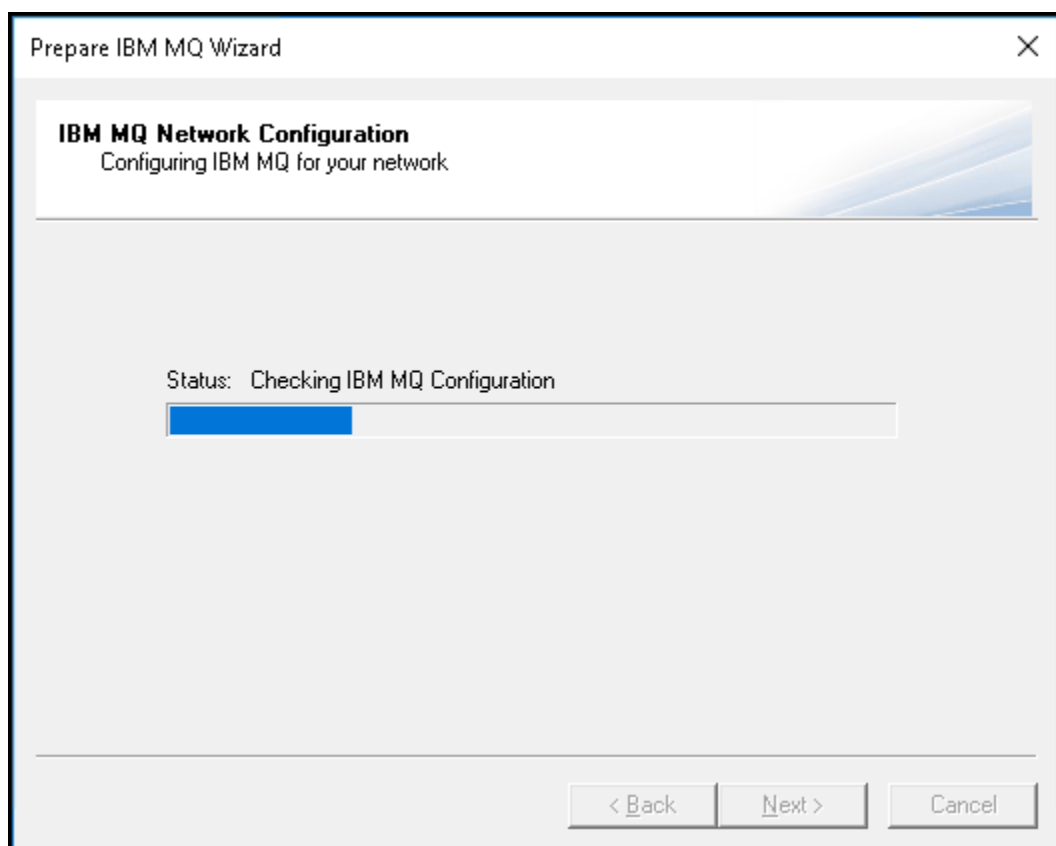 Prepare IBM MQ Wizard
IBM MQ Network Configuration
Configuring IBM MQ for your network
Status: Checking IBM MQ Configuration
< Back Next > Cancel